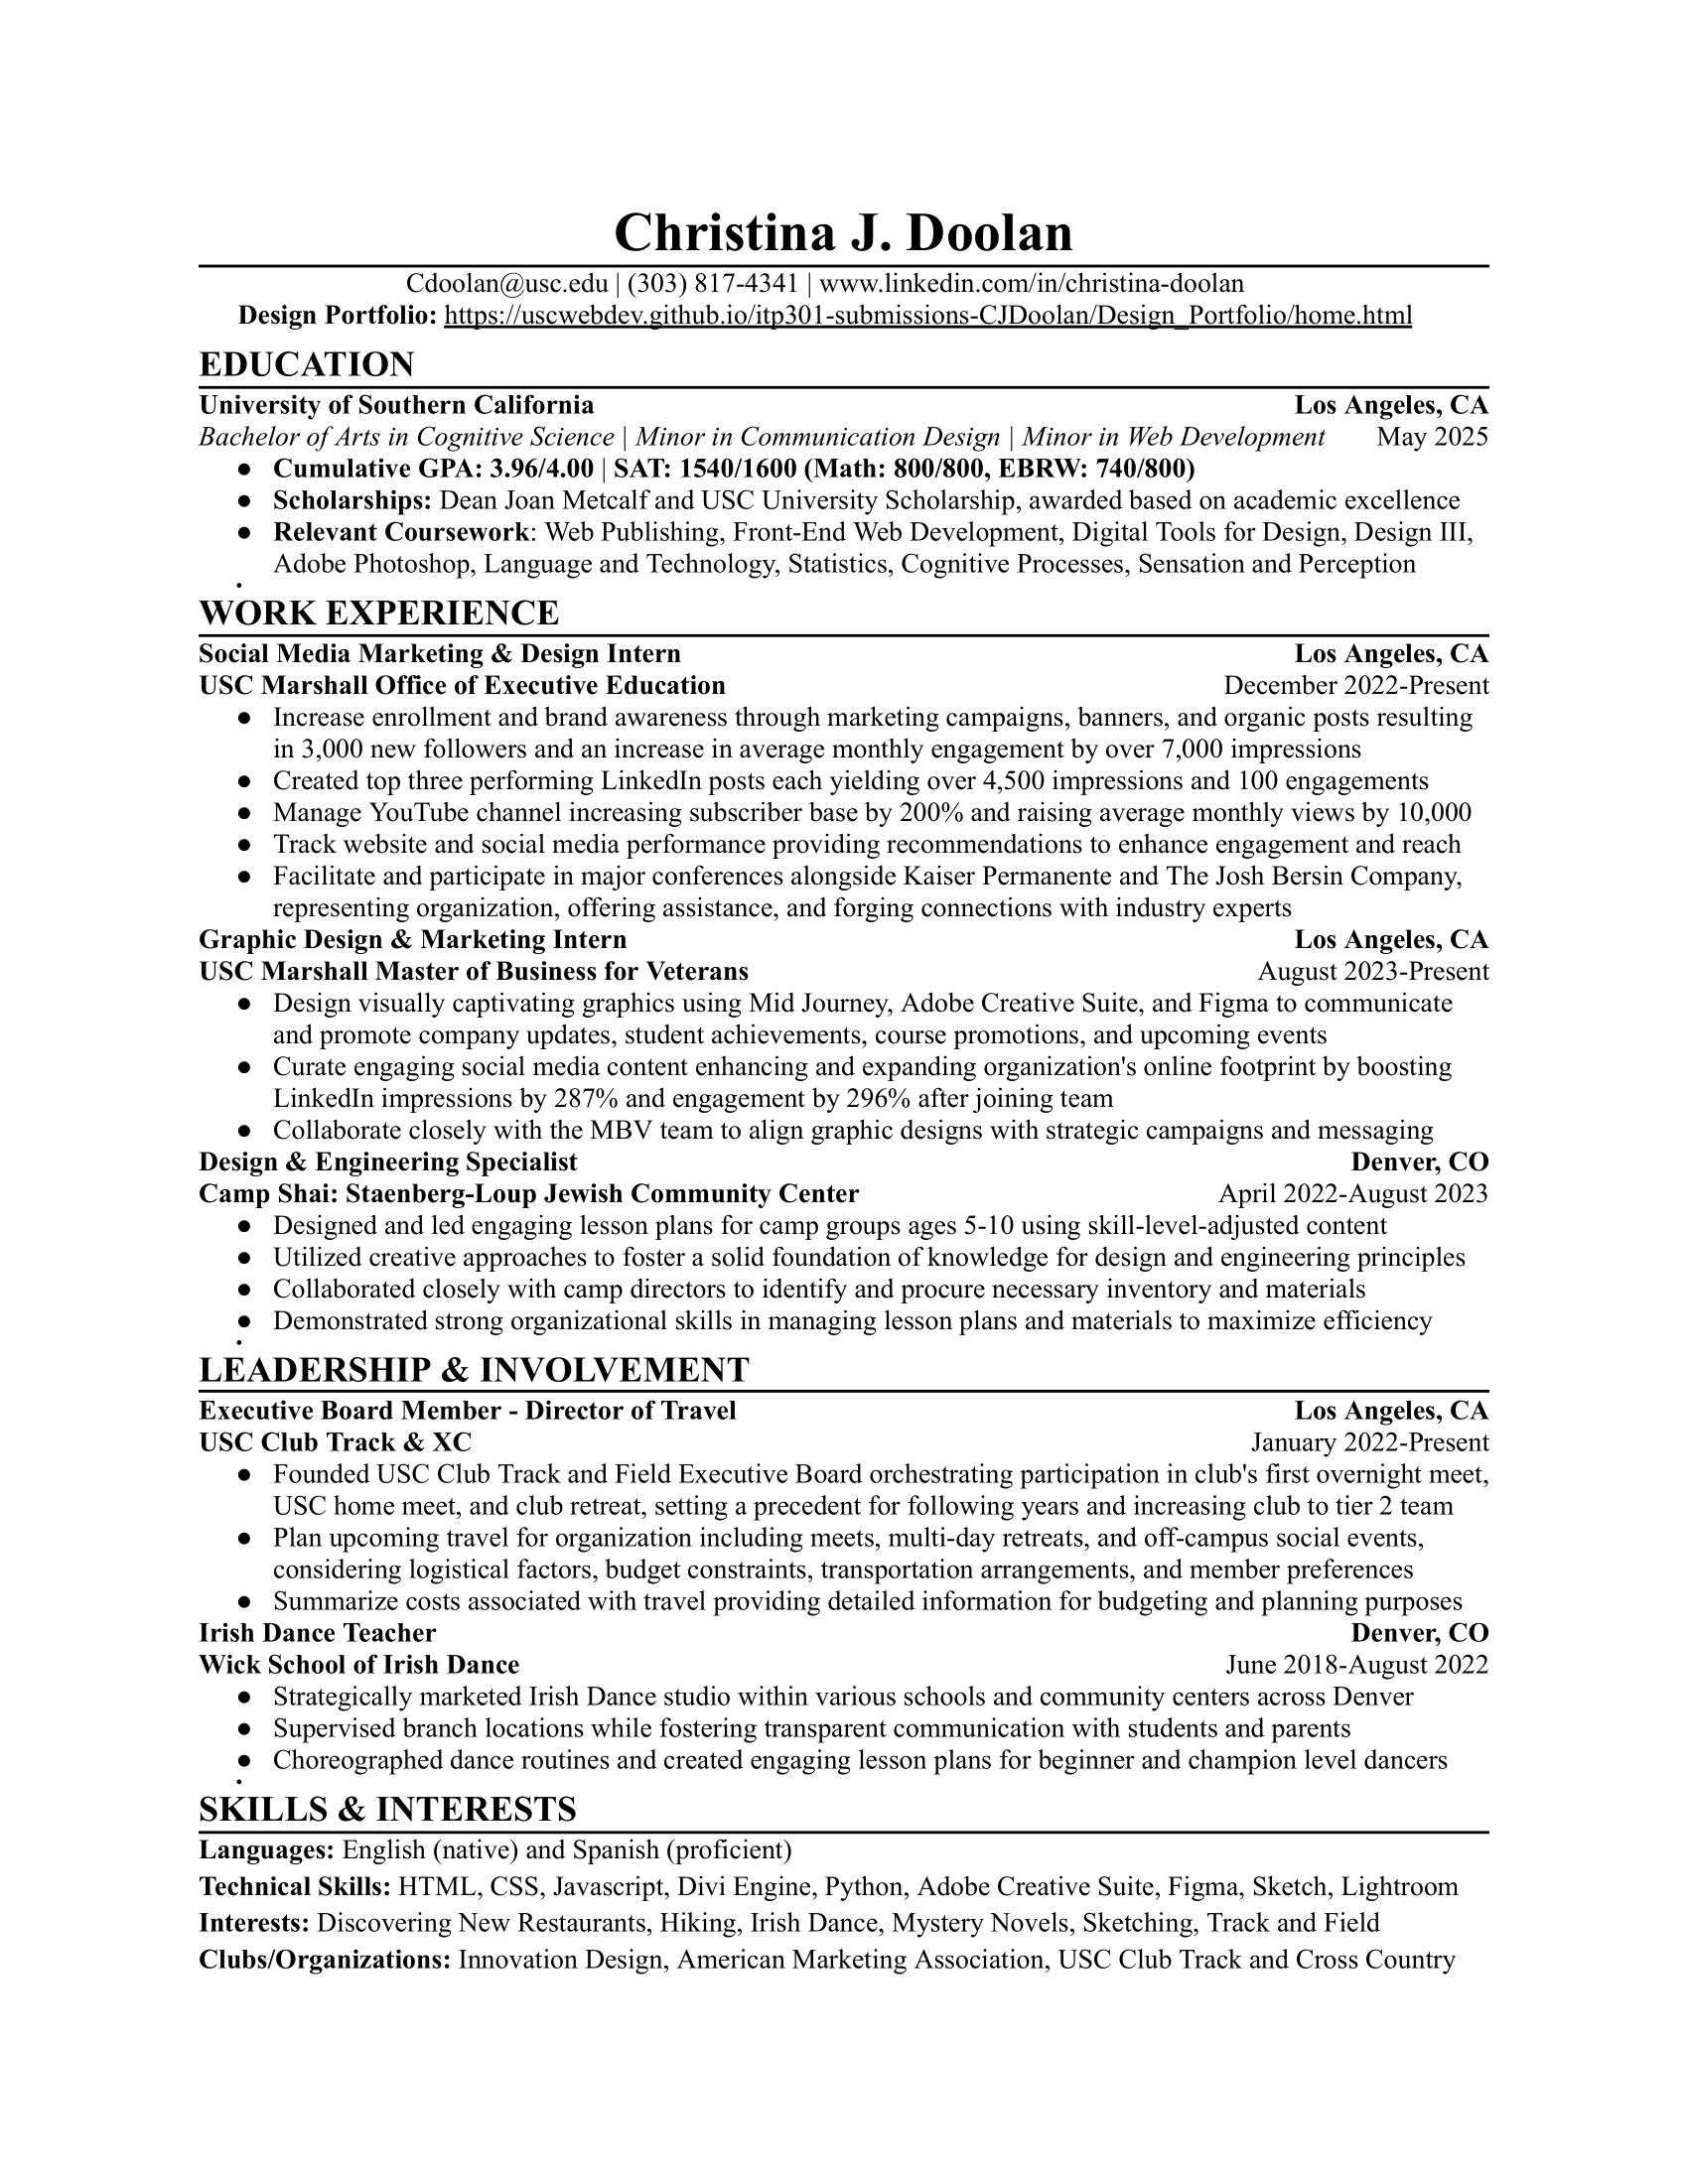 Christina J. Doolan
Cdoolan@usc.edu | (303) 817-4341 | www.linkedin.com/in/christina-doolan
Design Portfolio: https://uscwebdev.github.io/itp301-submissions-CJDoolan/Design_Portfolio/home.html
EDUCATION
University of Southern California Los Angeles, CA
Bachelor of Arts in Cognitive Science | Minor in Communication Design | Minor in Web Development May 2025
● Cumulative GPA: 3.96/4.00 | SAT: 1540/1600 (Math: 800/800, EBRW: 740/800)
● Scholarships: Dean Joan Metcalf and USC University Scholarship, awarded based on academic excellence
● Relevant Coursework: Web Publishing, Front-End Web Development, Digital Tools for Design, Design III,
Adobe Photoshop, Language and Technology, Statistics, Cognitive Processes, Sensation and Perception
WORK EXPERIENCE
Social Media Marketing & Design Intern Los Angeles, CA
USC Marshall Office of Executive Education December 2022-Present
● Increase enrollment and brand awareness through marketing campaigns, banners, and organic posts resulting
in 3,000 new followers and an increase in average monthly engagement by over 7,000 impressions
● Created top three performing LinkedIn posts each yielding over 4,500 impressions and 100 engagements
● Manage YouTube channel increasing subscriber base by 200% and raising average monthly views by 10,000
● Track website and social media performance providing recommendations to enhance engagement and reach
● Facilitate and participate in major conferences alongside Kaiser Permanente and The Josh Bersin Company,
representing organization, offering assistance, and forging connections with industry experts
Graphic Design & Marketing Intern Los Angeles, CA
USC Marshall Master of Business for Veterans August 2023-Present
● Design visually captivating graphics using Mid Journey, Adobe Creative Suite, and Figma to communicate
and promote company updates, student achievements, course promotions, and upcoming events
● Curate engaging social media content enhancing and expanding organization's online footprint by boosting
LinkedIn impressions by 287% and engagement by 296% after joining team
● Collaborate closely with the MBV team to align graphic designs with strategic campaigns and messaging
Design & Engineering Specialist Denver, CO
Camp Shai: Staenberg-Loup Jewish Community Center April 2022-August 2023
● Designed and led engaging lesson plans for camp groups ages 5-10 using skill-level-adjusted content
● Utilized creative approaches to foster a solid foundation of knowledge for design and engineering principles
● Collaborated closely with camp directors to identify and procure necessary inventory and materials
● Demonstrated strong organizational skills in managing lesson plans and materials to maximize efficiency
LEADERSHIP & INVOLVEMENT
Executive Board Member - Director of Travel Los Angeles, CA
USC Club Track & XC January 2022-Present
● Founded USC Club Track and Field Executive Board orchestrating participation in club's first overnight meet,
USC home meet, and club retreat, setting a precedent for following years and increasing club to tier 2 team
● Plan upcoming travel for organization including meets, multi-day retreats, and off-campus social events,
considering logistical factors, budget constraints, transportation arrangements, and member preferences
● Summarize costs associated with travel providing detailed information for budgeting and planning purposes
Irish Dance Teacher Denver, CO
Wick School of Irish Dance June 2018-August 2022
● Strategically marketed Irish Dance studio within various schools and community centers across Denver
● Supervised branch locations while fostering transparent communication with students and parents
● Choreographed dance routines and created engaging lesson plans for beginner and champion level dancers
SKILLS & INTERESTS
Languages: English (native) and Spanish (proficient)
Technical Skills: HTML, CSS, Javascript, Divi Engine, Python, Adobe Creative Suite, Figma, Sketch, Lightroom
Interests: Discovering New Restaurants, Hiking, Irish Dance, Mystery Novels, Sketching, Track and Field
Clubs/Organizations: Innovation Design, American Marketing Association, USC Club Track and Cross Country